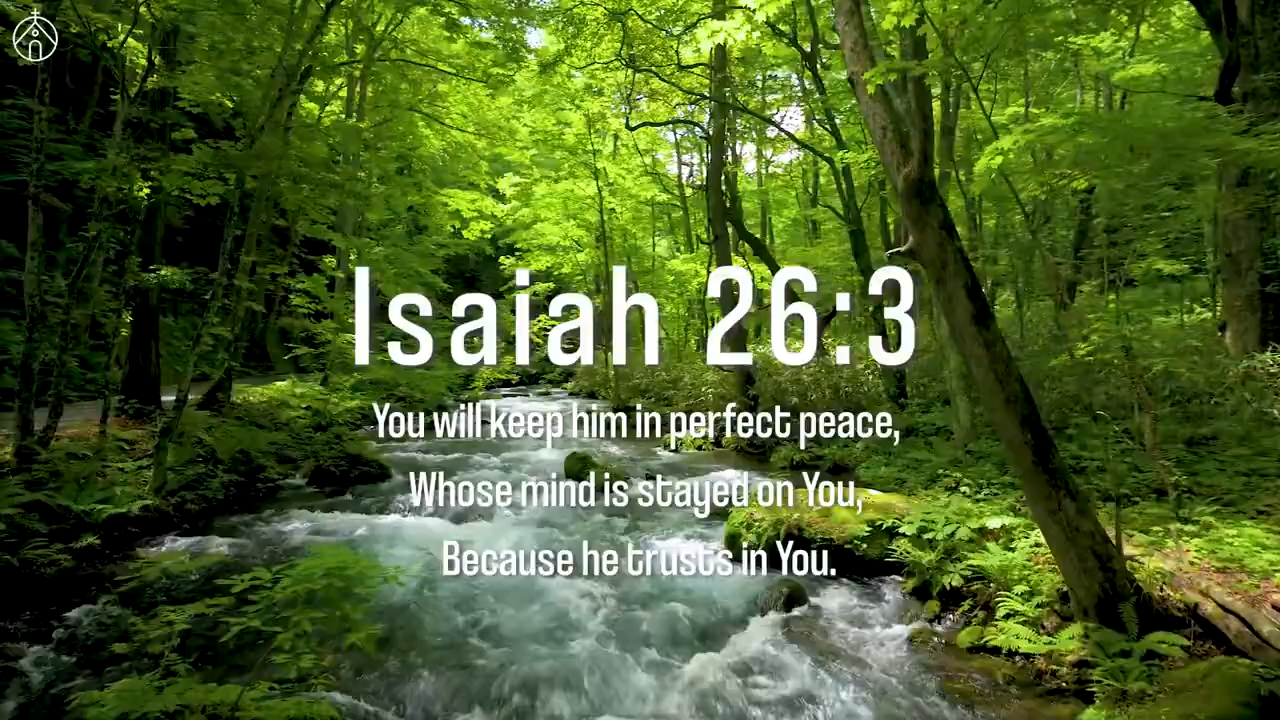 Isaiah 26:3
You will keep him in perfect peace,
Whose mind is stayed on You,
Because he trusts in You.